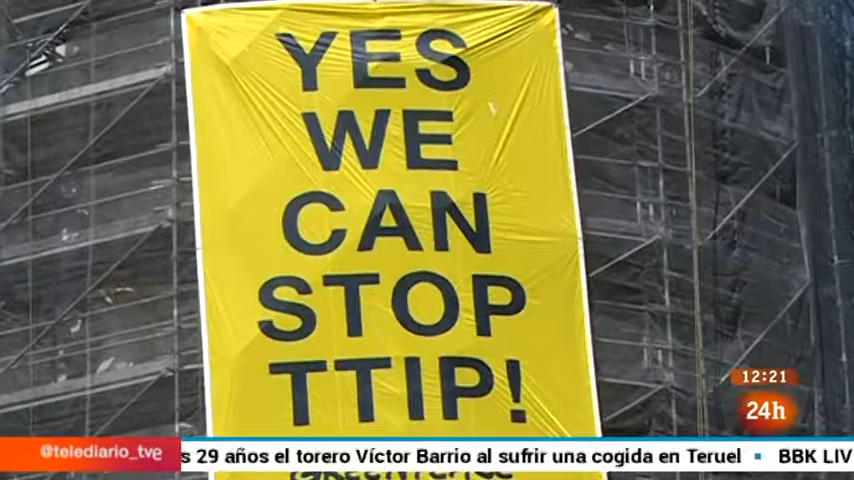 YES
WE
CAN
STOP
TTIP!
12:21
24h
@telediario_tve
s 29 años el torero Víctor Barrio al sufrir una cogida en Teruel ▪ BBK LIV